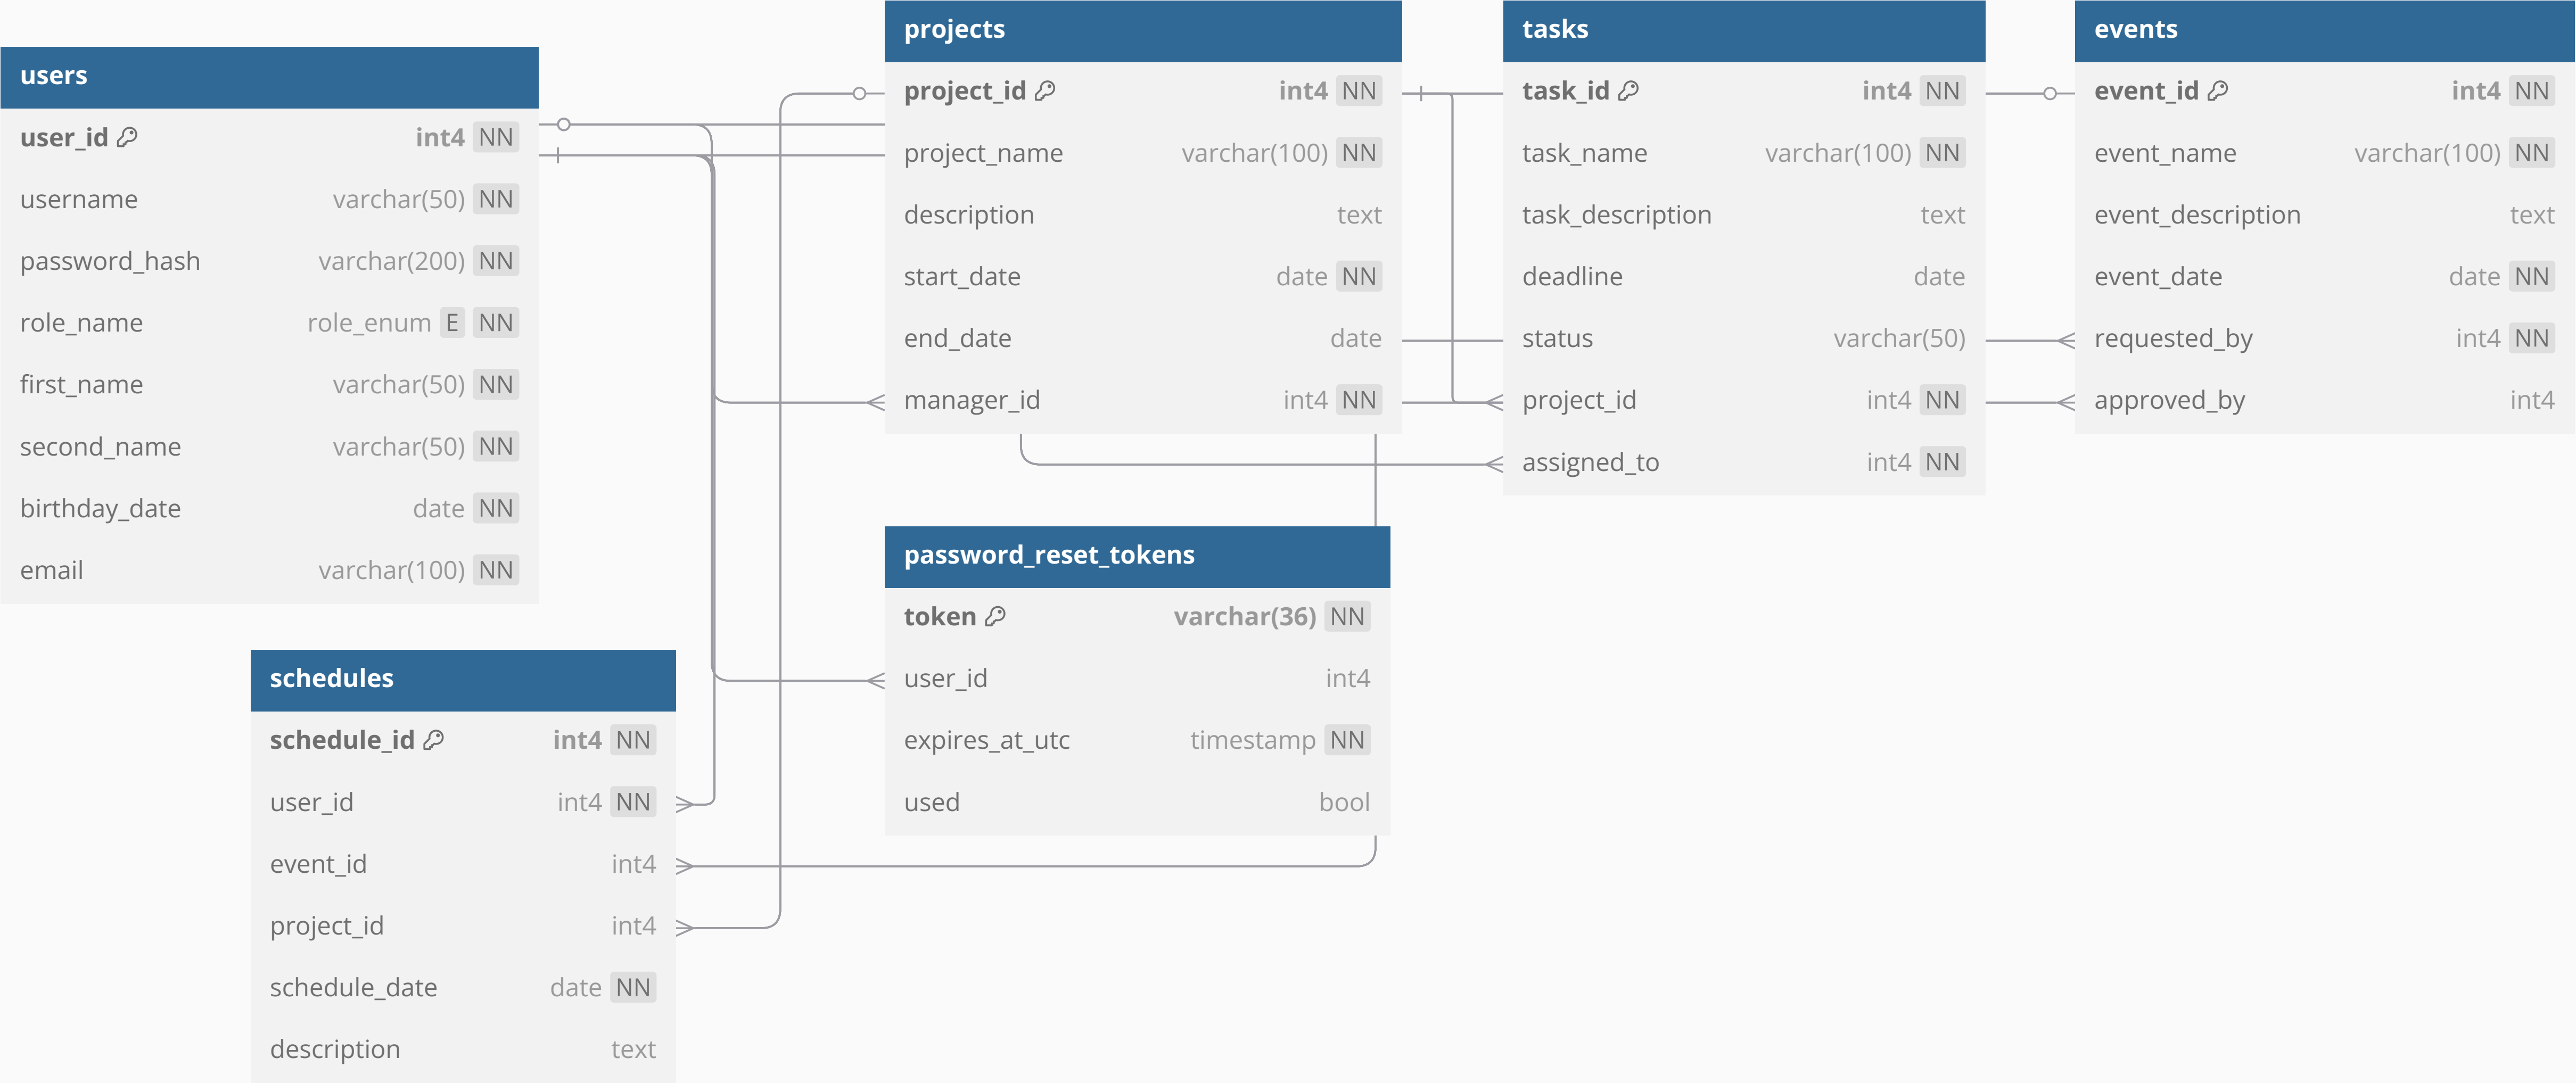 users
user_id int4 NN
username varchar(50) NN
password_hash varchar(200) NN
role_name role_enum E NN
first_name varchar(50) NN
second_name varchar(50) NN
birthday_date date NN
email varchar(100) NN
projects
project_id int4 NN
project_name varchar(100) NN
description text
start_date date NN
end_date date
manager_id int4 NN
tasks
task_id int4 NN
task_name varchar(100) NN
task_description text
deadline date
status varchar(50)
project_id int4 NN
assigned_to int4 NN
events
event_id int4 NN
event_name varchar(100) NN
event_description text
event_date date NN
requested_by int4 NN
approved_by int4
password_reset_tokens
token varchar(36) NN
user_id int4
expires_at_utc timestamp NN
used bool
schedules
schedule_id int4 NN
user_id int4 NN
event_id int4
project_id int4
schedule_date date NN
description text